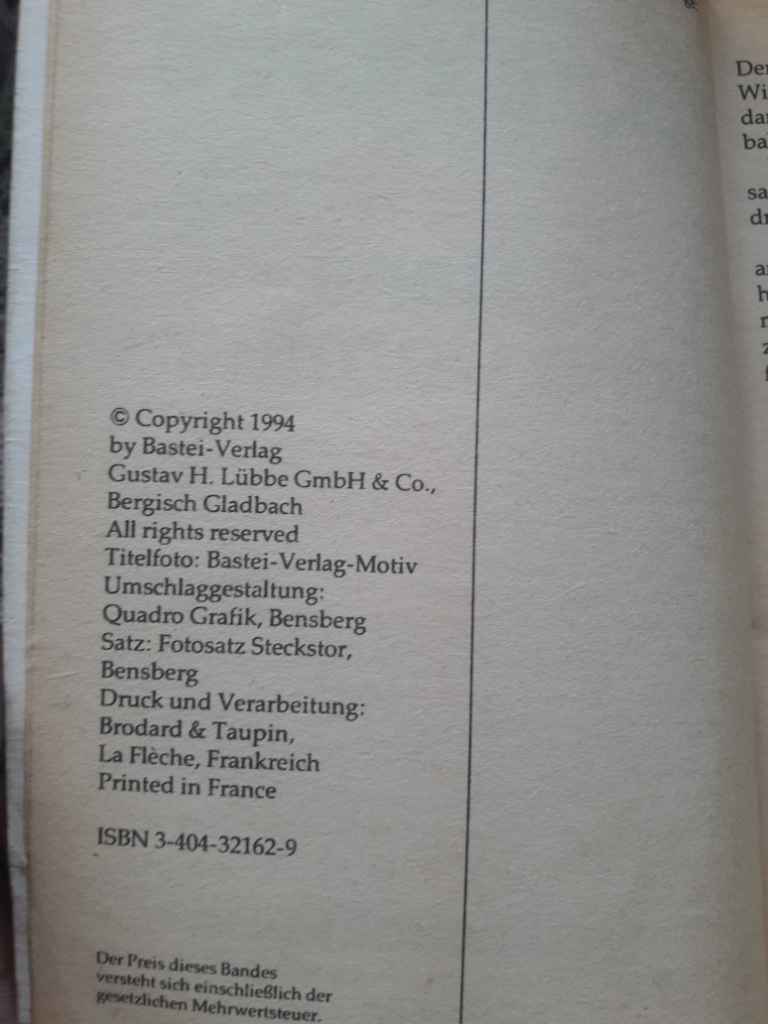 © Copyright 1994
by Bastei-Verlag
Gustav H. Lübbe GmbH & Co.,
Bergisch Gladbach
All rights reserved
Titelfoto: Bastei-Verlag-Motiv
Umschlaggestaltung:
Quadro Grafik, Bensberg
Satz: Fotosatz Steckstor,
Bensberg
Druck und Verarbeitung:
Brodard & Taupin,
La Flèche, Frankreich
Printed in France
ISBN 3-404-32162-9
Der Preis dieses Bandes
versteht sich einschließlich der
gesetzlichen Mehrwertsteuer.